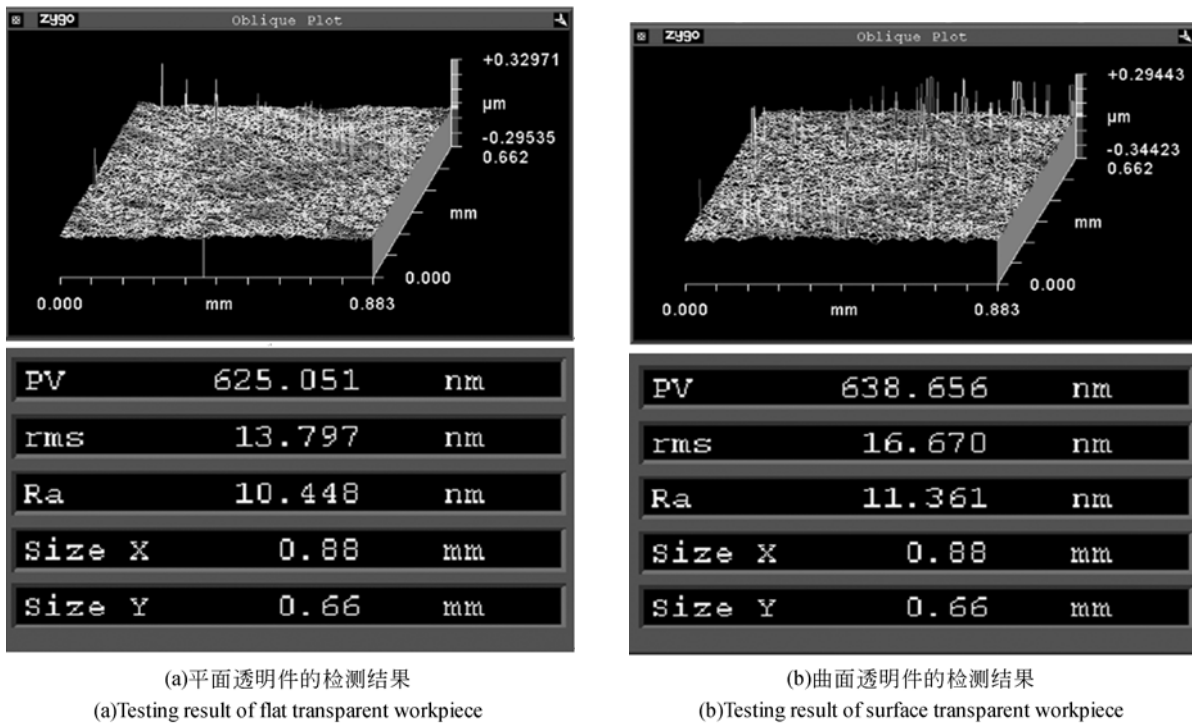 zygo Oblique Plot
+0.32971
μm
-0.29535
0.662
mm
0.000
0.000 mm 0.883
PV 625.051 nm
rms 13.797 nm
Ra 10.448 nm
Size X 0.88 mm
Size Y 0.66 mm
(a)平面透明件的检测结果
(a)Testing result of flat transparent workpiece
zygo Oblique Plot
+0.29443
μm
-0.34423
0.662
mm
0.000
0.000 mm 0.883
PV 638.656 nm
rms 16.670 nm
Ra 11.361 nm
Size X 0.88 mm
Size Y 0.66 mm
(b)曲面透明件的检测结果
(b)Testing result of surface transparent workpiece